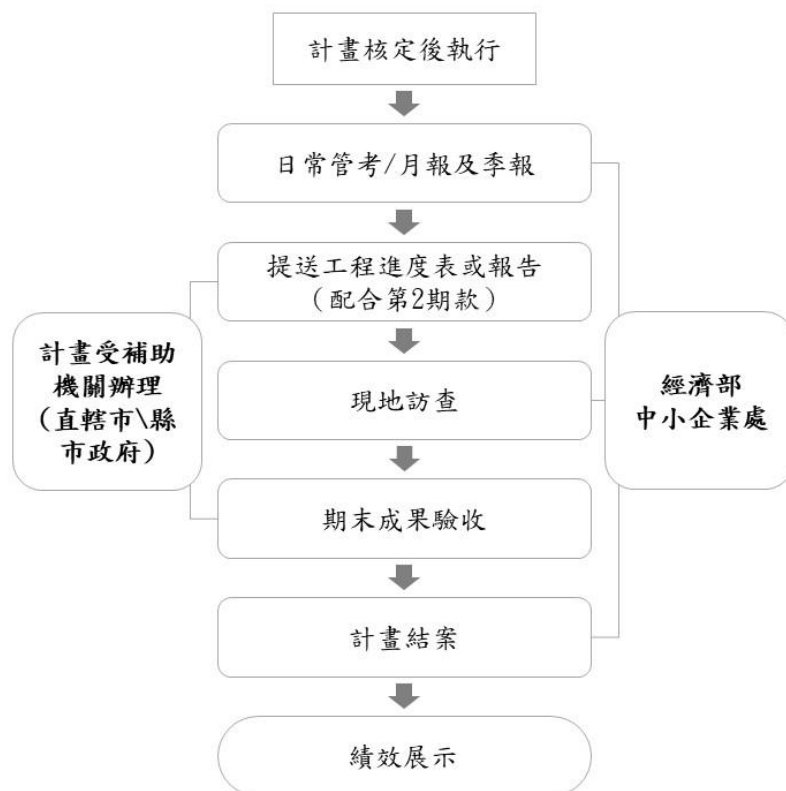 計畫核定後執行
日常管考/月報及季報
提送工程進度表或報告
（配合第2期款）
計畫受補助
機關辦理
（直轄市\縣
市政府）
現地訪查
經濟部
中小企業處
期末成果驗收
計畫結案
績效展示